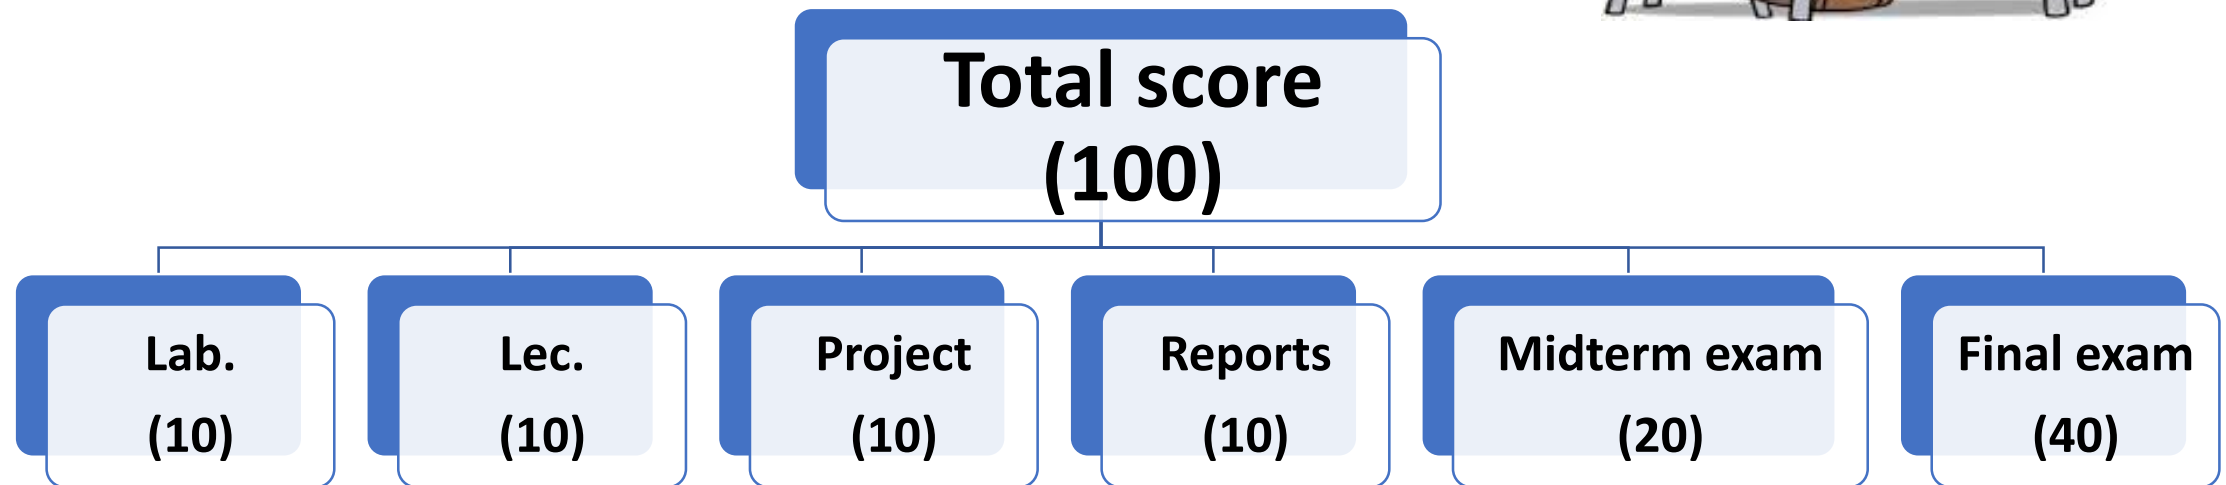 Total score
(100)
Lab.
(10)
Lec.
(10)
Project
(10)
Reports
(10)
Midterm exam
(20)
Final exam
(40)